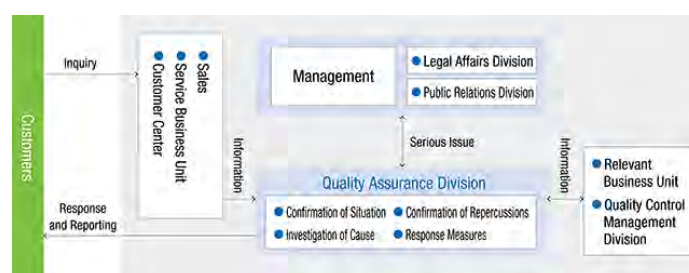 Customers
Inquiry
Response
and Reporting
Sales
Service Business Unit
Customer Center
Information
Management
Legal Affairs Division
Public Relations Division
Serious Issue
Quality Assurance Division
Confirmation of Situation
Confirmation of Repercussions
Investigation of Cause
Response Measures
Information
Relevant
Business Unit
Quality Control
Management
Division